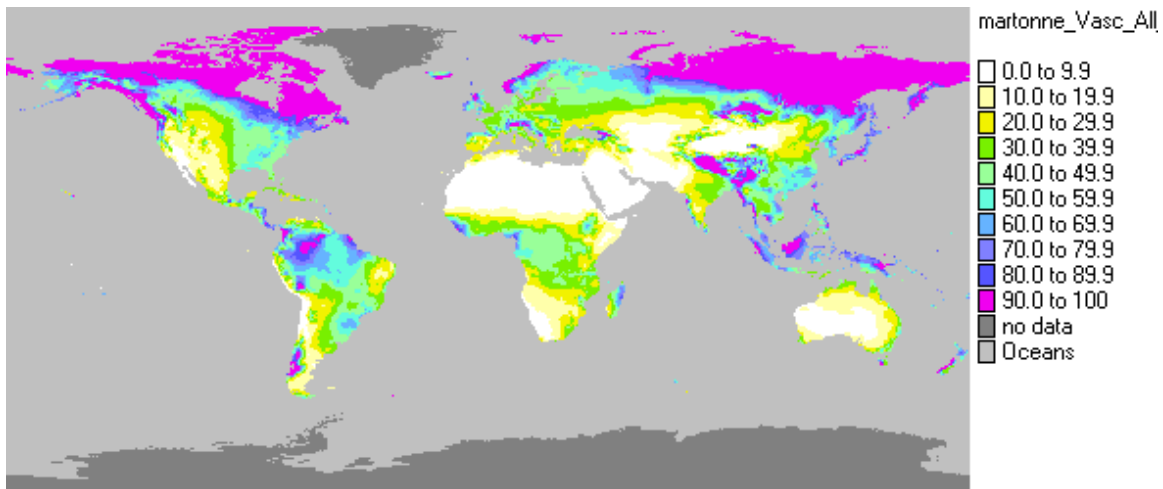 martonne_Vasc_All_
0.0 to 9.9
10.0 to 19.9
20.0 to 29.9
30.0 to 39.9
40.0 to 49.9
50.0 to 59.9
60.0 to 69.9
70.0 to 79.9
80.0 to 89.9
90.0 to 100
no data
Oceans